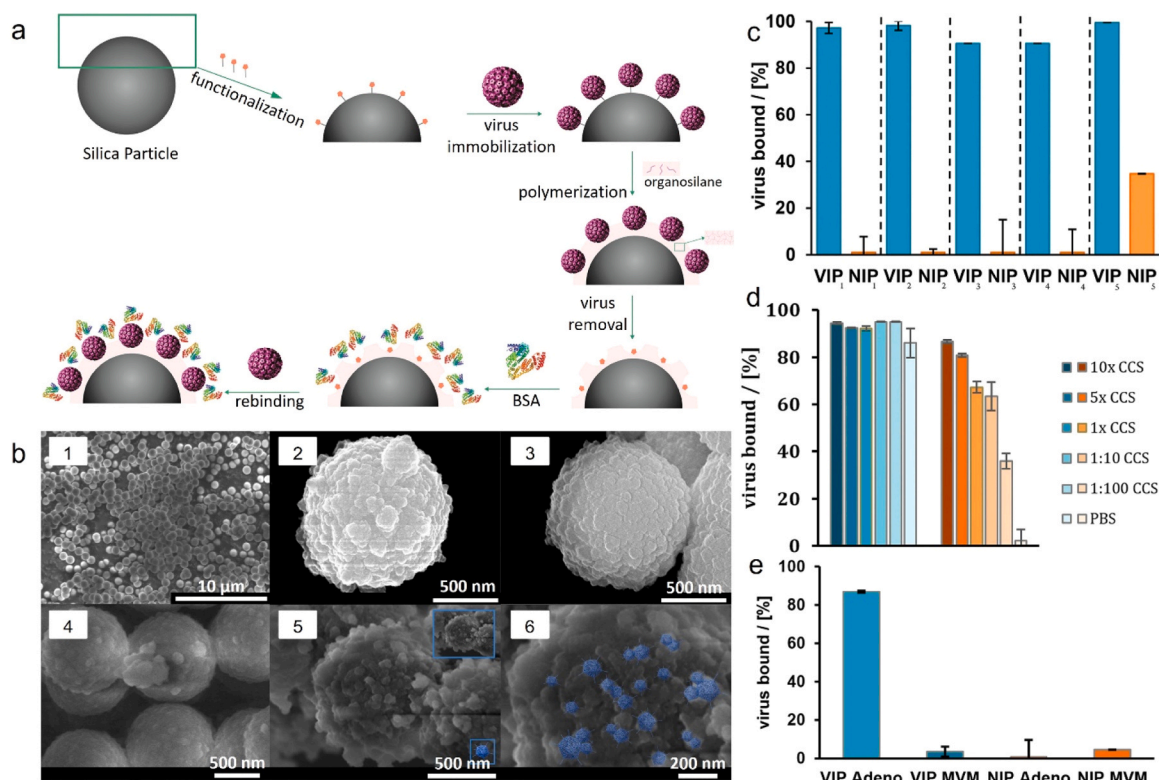 a
Silica Particle
functionalization
virus
immobilization
polymerization
organosilane
virus
removal
BSA
rebinding
b
1
10 µm
2
500 nm
3
500 nm
4
500 nm
5
500 nm
6
200 nm
c
virus bound / [%]
100
80
60
40
20
0
VIP1 NIP1 VIP2 NIP2 VIP3 NIP3 VIP4 NIP4 VIP5 NIP5
d
virus bound / [%]
100
80
60
40
20
0
10x CCS
5x CCS
1x CCS
1:10 CCS
1:100 CCS
PBS
e
virus bound / [%]
100
80
60
40
20
0
VIP Adeno VIP MVM NIP Adeno NIP MVM